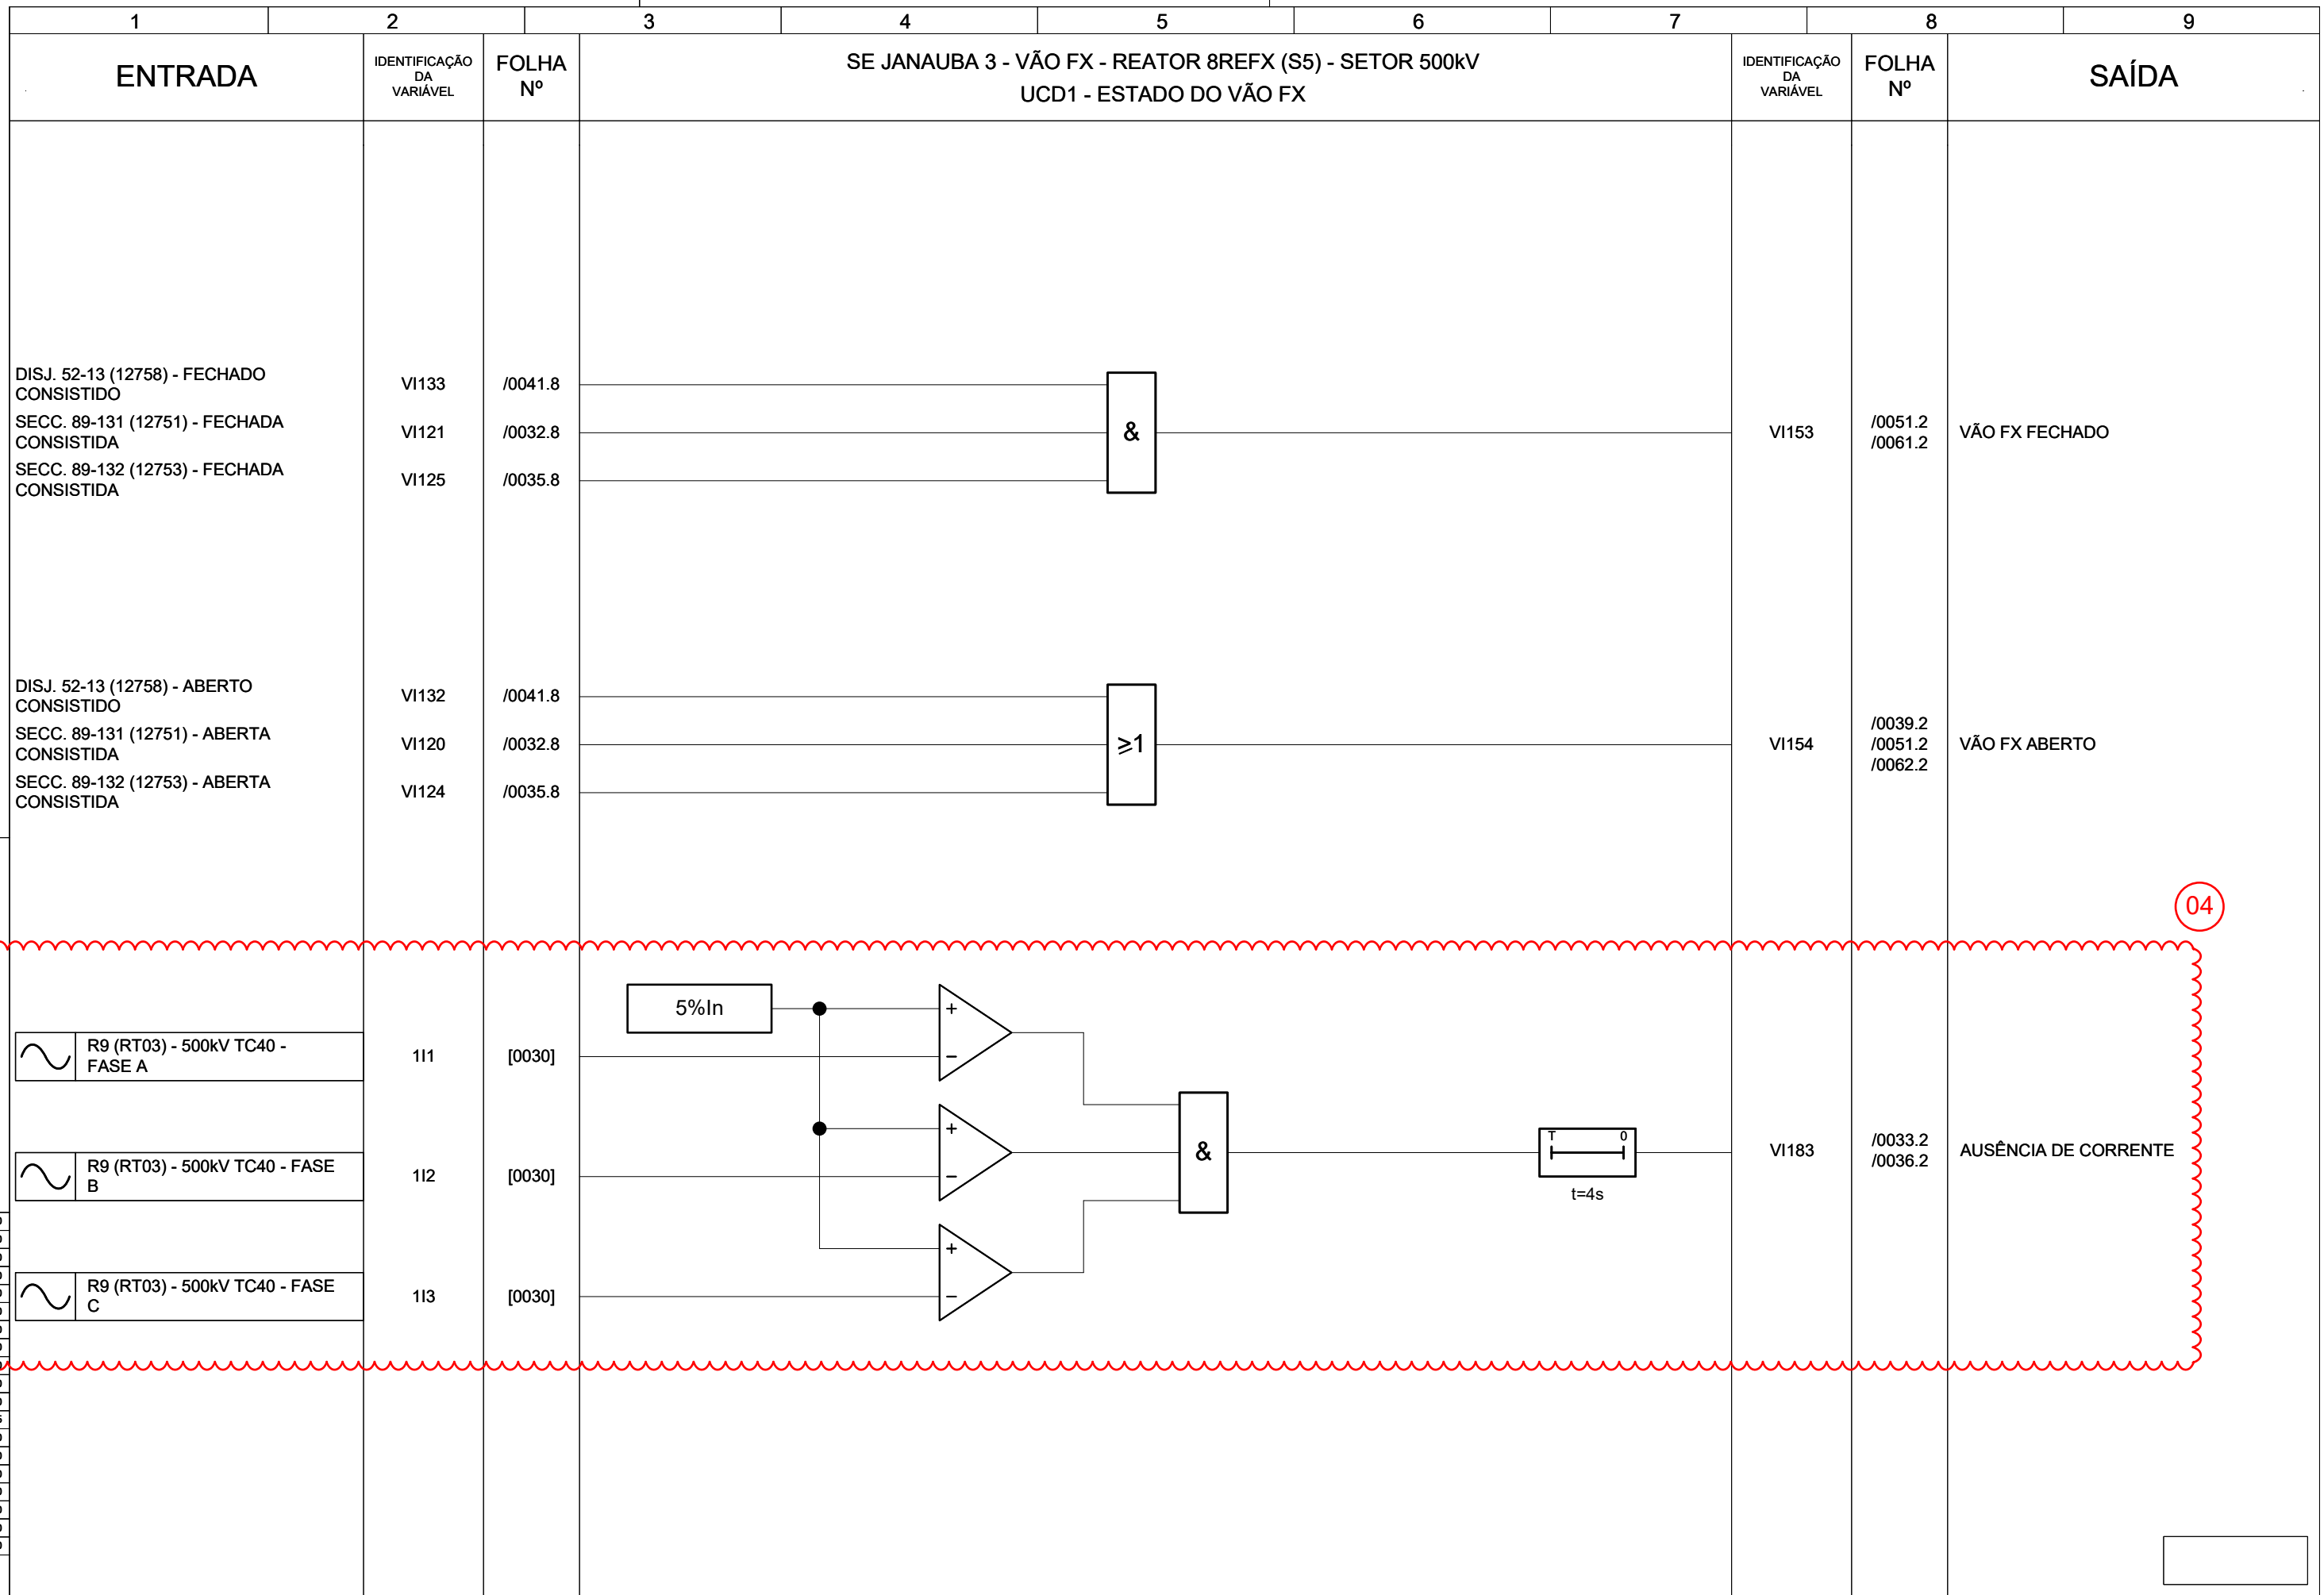 1 2 3 4 5 6 7 8 9
ENTRADA
IDENTIFICAÇÃO
DA
VARIÁVEL
FOLHA
Nº
SE JANAUBA 3 - VÃO FX - REATOR 8REFX (S5) - SETOR 500kV
UCD1 - ESTADO DO VÃO FX
IDENTIFICAÇÃO
DA
VARIÁVEL
FOLHA
Nº
SAÍDA
DISJ. 52-13 (12758) - FECHADO
CONSISTIDO
VI133
/0041.8
SECC. 89-131 (12751) - FECHADA
CONSISTIDA
VI121
/0032.8
SECC. 89-132 (12753) - FECHADA
CONSISTIDA
VI125
/0035.8
&
VI153
/0051.2
/0061.2
VÃO FX FECHADO
DISJ. 52-13 (12758) - ABERTO
CONSISTIDO
VI132
/0041.8
SECC. 89-131 (12751) - ABERTA
CONSISTIDA
VI120
/0032.8
SECC. 89-132 (12753) - ABERTA
CONSISTIDA
VI124
/0035.8
⩾1
VI154
/0039.2
/0051.2
/0062.2
VÃO FX ABERTO
04
5%In
+
−
R9 (RT03) - 500kV TC40 -
FASE A
1I1
[0030]
+
−
R9 (RT03) - 500kV TC40 - FASE
B
1I2
[0030]
+
−
R9 (RT03) - 500kV TC40 - FASE
C
1I3
[0030]
&
T 0
t=4s
VI183
/0033.2
/0036.2
AUSÊNCIA DE CORRENTE